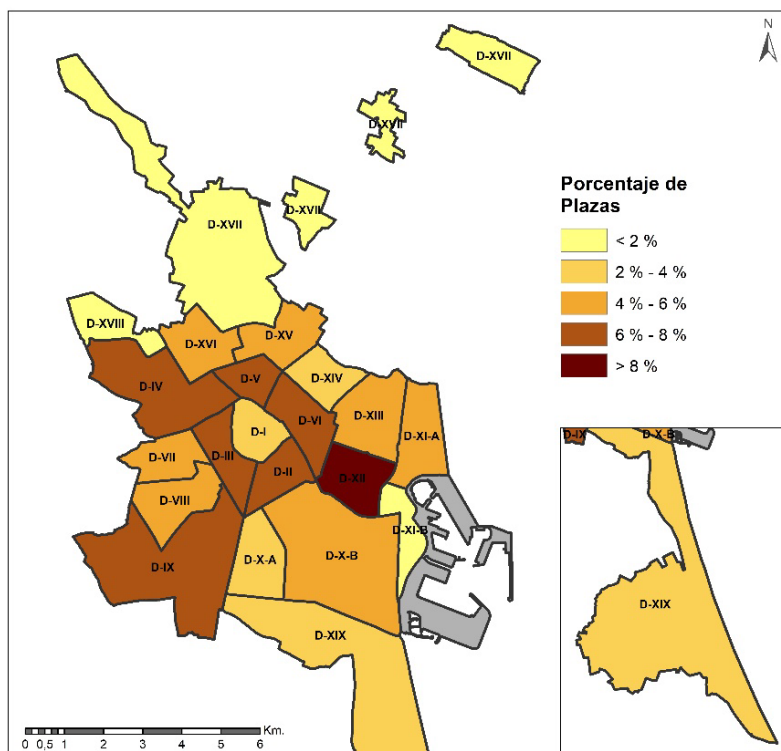 N
D-XVII
D-XVII
D-XVII
D-XVII
Porcentaje de
Plazas
< 2 %
2 % - 4 %
4 % - 6 %
6 % - 8 %
> 8 %
D-XVIII
D-XVI
D-XV
D-IV
D-V
D-XIV
D-VI
D-XIII
D-XI-A
D-I
D-VII
D-III
D-II
D-XII
D-VIII
D-XI-B
D-IX
D-X-A
D-X-B
D-XIX
D-IX
D-X-B
D-XIX
Km.
0 0,5 1 2 3 4 5 6